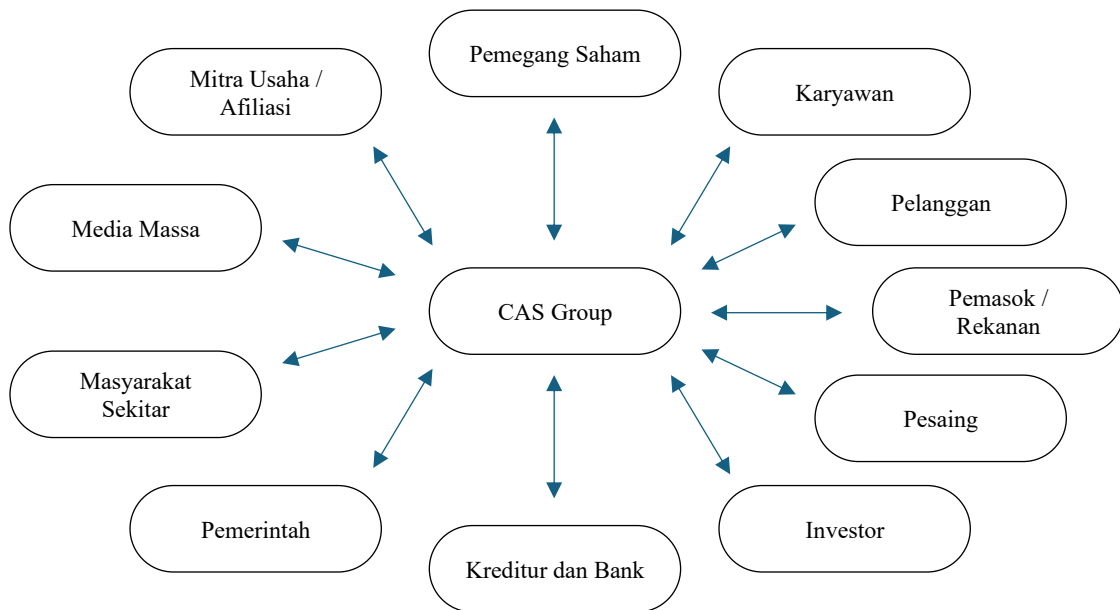 Pemegang Saham
Mitra Usaha /
Afiliasi
Karyawan
Pelanggan
Media Massa
CAS Group
Pemasok /
Rekanan
Masyarakat
Sekitar
Pesaing
Pemerintah
Investor
Kreditur dan Bank